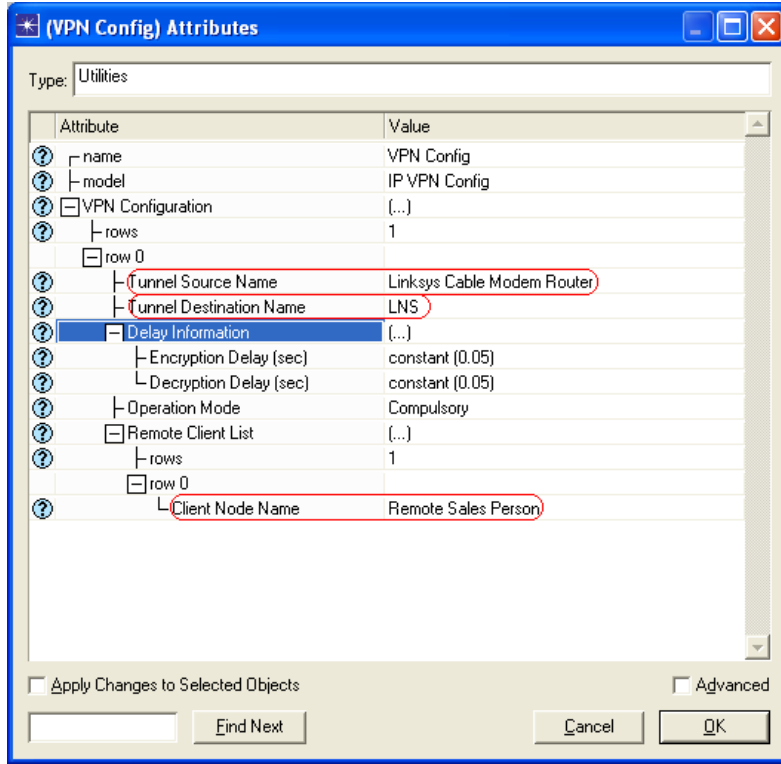 (VPN Config) Attributes
Type: Utilities
Attribute Value
? name VPN Config
? model IP VPN Config
? VPN Configuration (...)
? rows 1
row 0
? Tunnel Source Name Linksys Cable Modem Router
? Tunnel Destination Name LNS
? Delay Information (...)
? Encryption Delay (sec) constant (0.05)
? Decryption Delay (sec) constant (0.05)
? Operation Mode Compulsory
? Remote Client List (...)
? rows 1
row 0
? Client Node Name Remote Sales Person
Apply Changes to Selected Objects Advanced
Find Next Cancel OK